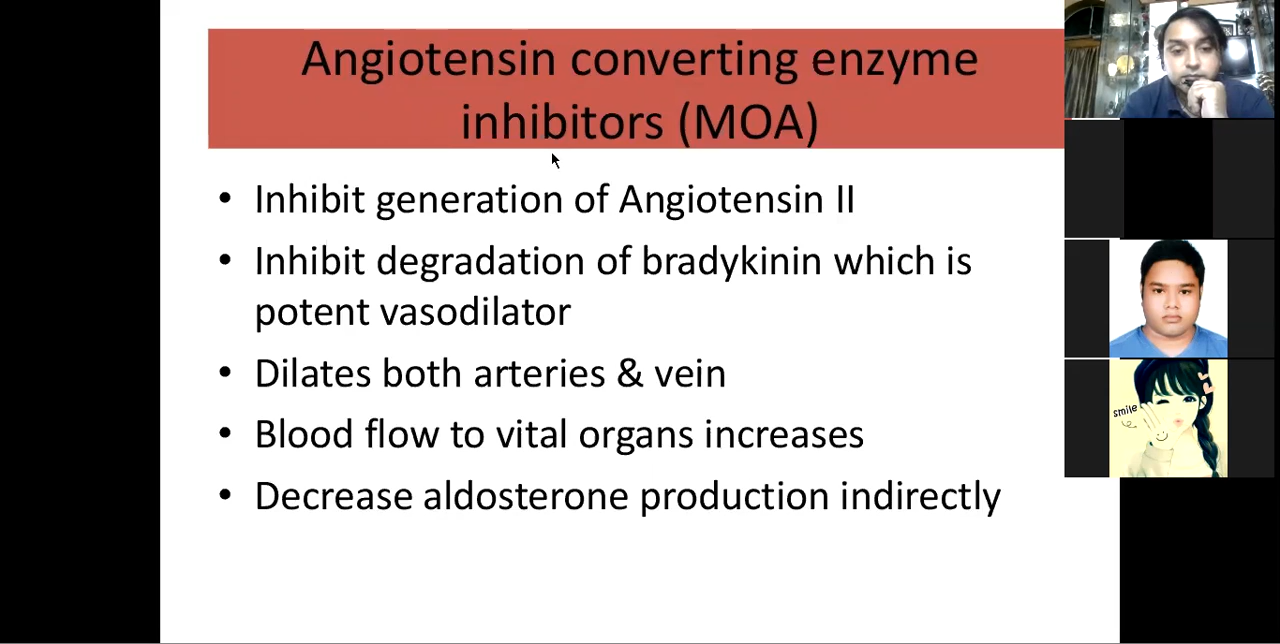 Angiotensin converting enzyme
inhibitors (MOA)
• Inhibit generation of Angiotensin II
• Inhibit degradation of bradykinin which is
potent vasodilator
• Dilates both arteries & vein
• Blood flow to vital organs increases
• Decrease aldosterone production indirectly
smile